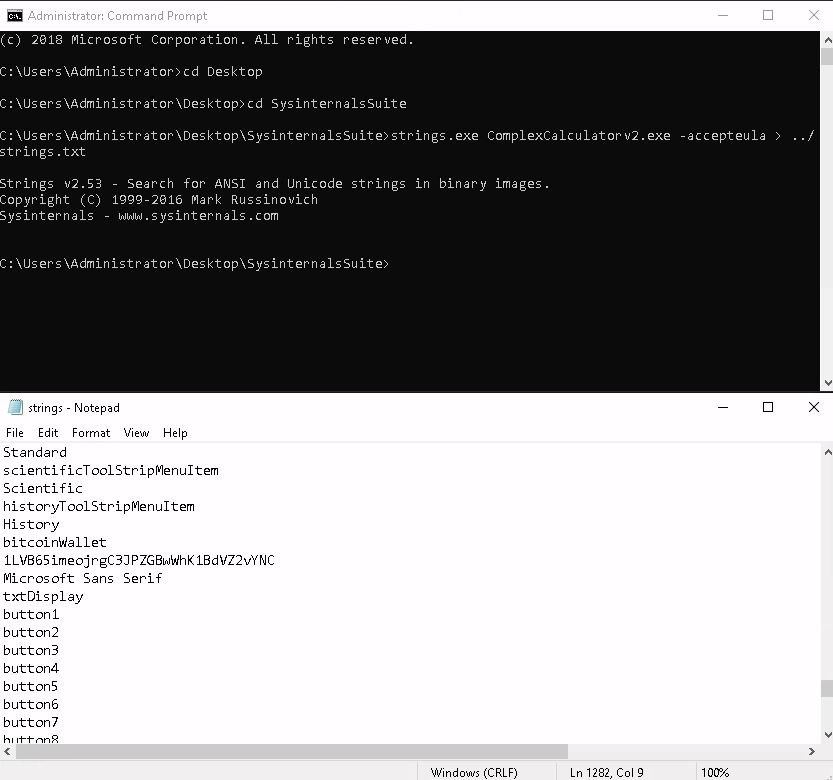 Administrator: Command Prompt
(c) 2018 Microsoft Corporation. All rights reserved.
C:\Users\Administrator>cd Desktop
C:\Users\Administrator\Desktop>cd SysinternalsSuite
C:\Users\Administrator\Desktop\SysinternalsSuite>strings.exe ComplexCalculatorv2.exe -accepteula > ../
strings.txt
Strings v2.53 - Search for ANSI and Unicode strings in binary images.
Copyright (C) 1999-2016 Mark Russinovich
Sysinternals - www.sysinternals.com
C:\Users\Administrator\Desktop\SysinternalsSuite>
strings - Notepad
File Edit Format View Help
Standard
scientificToolStripMenuItem
Scientific
historyToolStripMenuItem
History
bitcoinWallet
1LVB65imeojrgC3JPZGBwWhK1BdVZ2vYNC
Microsoft Sans Serif
txtDisplay
button1
button2
button3
button4
button5
button6
button7
button8
Windows (CRLF) Ln 1282, Col 9 100%